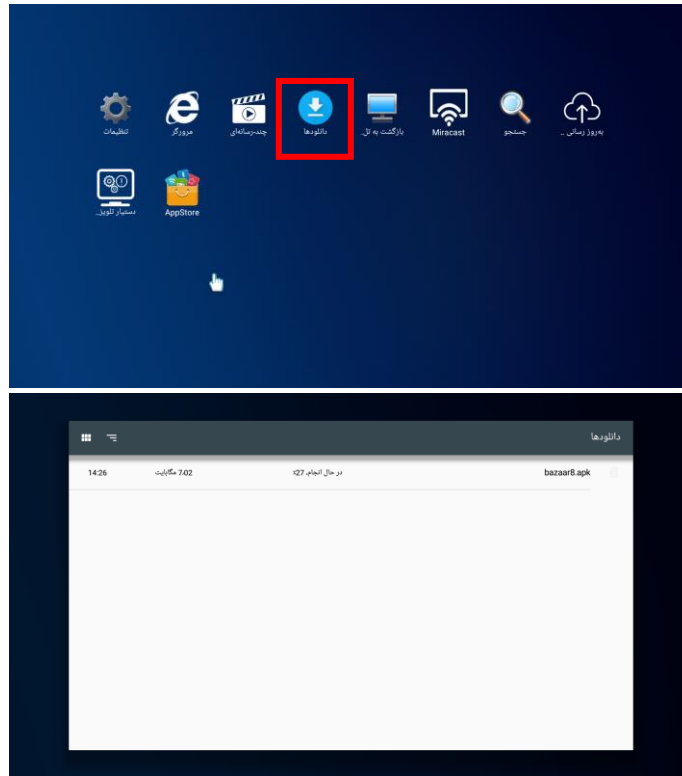 تنظیمات
مرورگر
چندرسانه‌ای
دانلودها
بازگشت به تل..
Miracast
جستجو
به‌روز رسانی ..
دستیار تلویز..
AppStore
دانلودها
bazaar8.apk
در حال انجام، 27٪
7.02 مگابایت
14:26